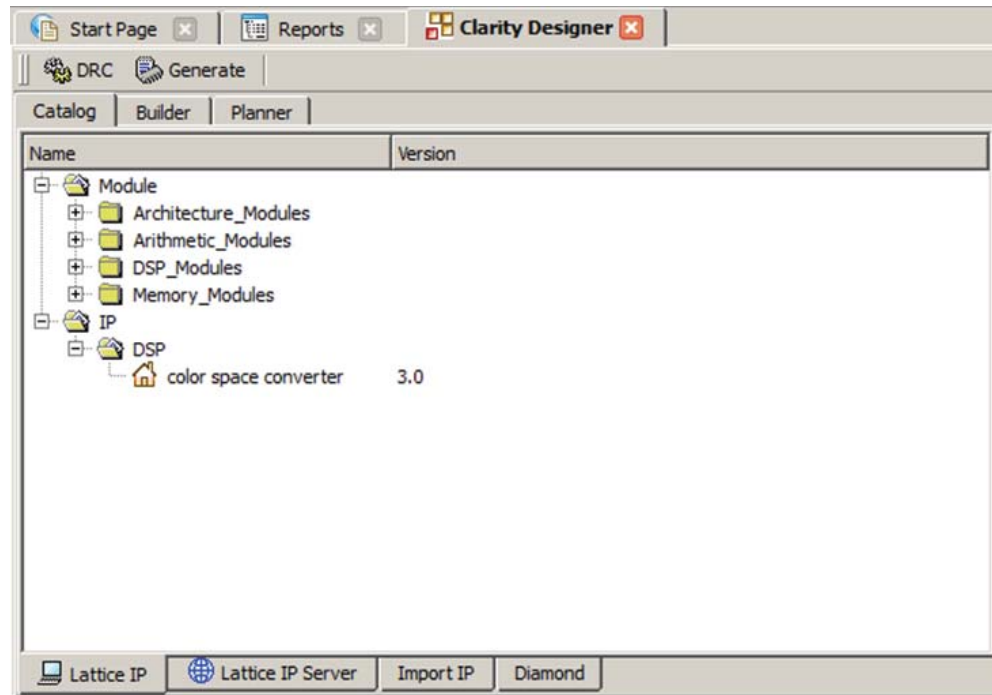 Start Page Reports Clarity Designer
DRC Generate
Catalog Builder Planner
Name Version
Module
Architecture_Modules
Arithmetic_Modules
DSP_Modules
Memory_Modules
IP
DSP
color space converter 3.0
Lattice IP Lattice IP Server Import IP Diamond